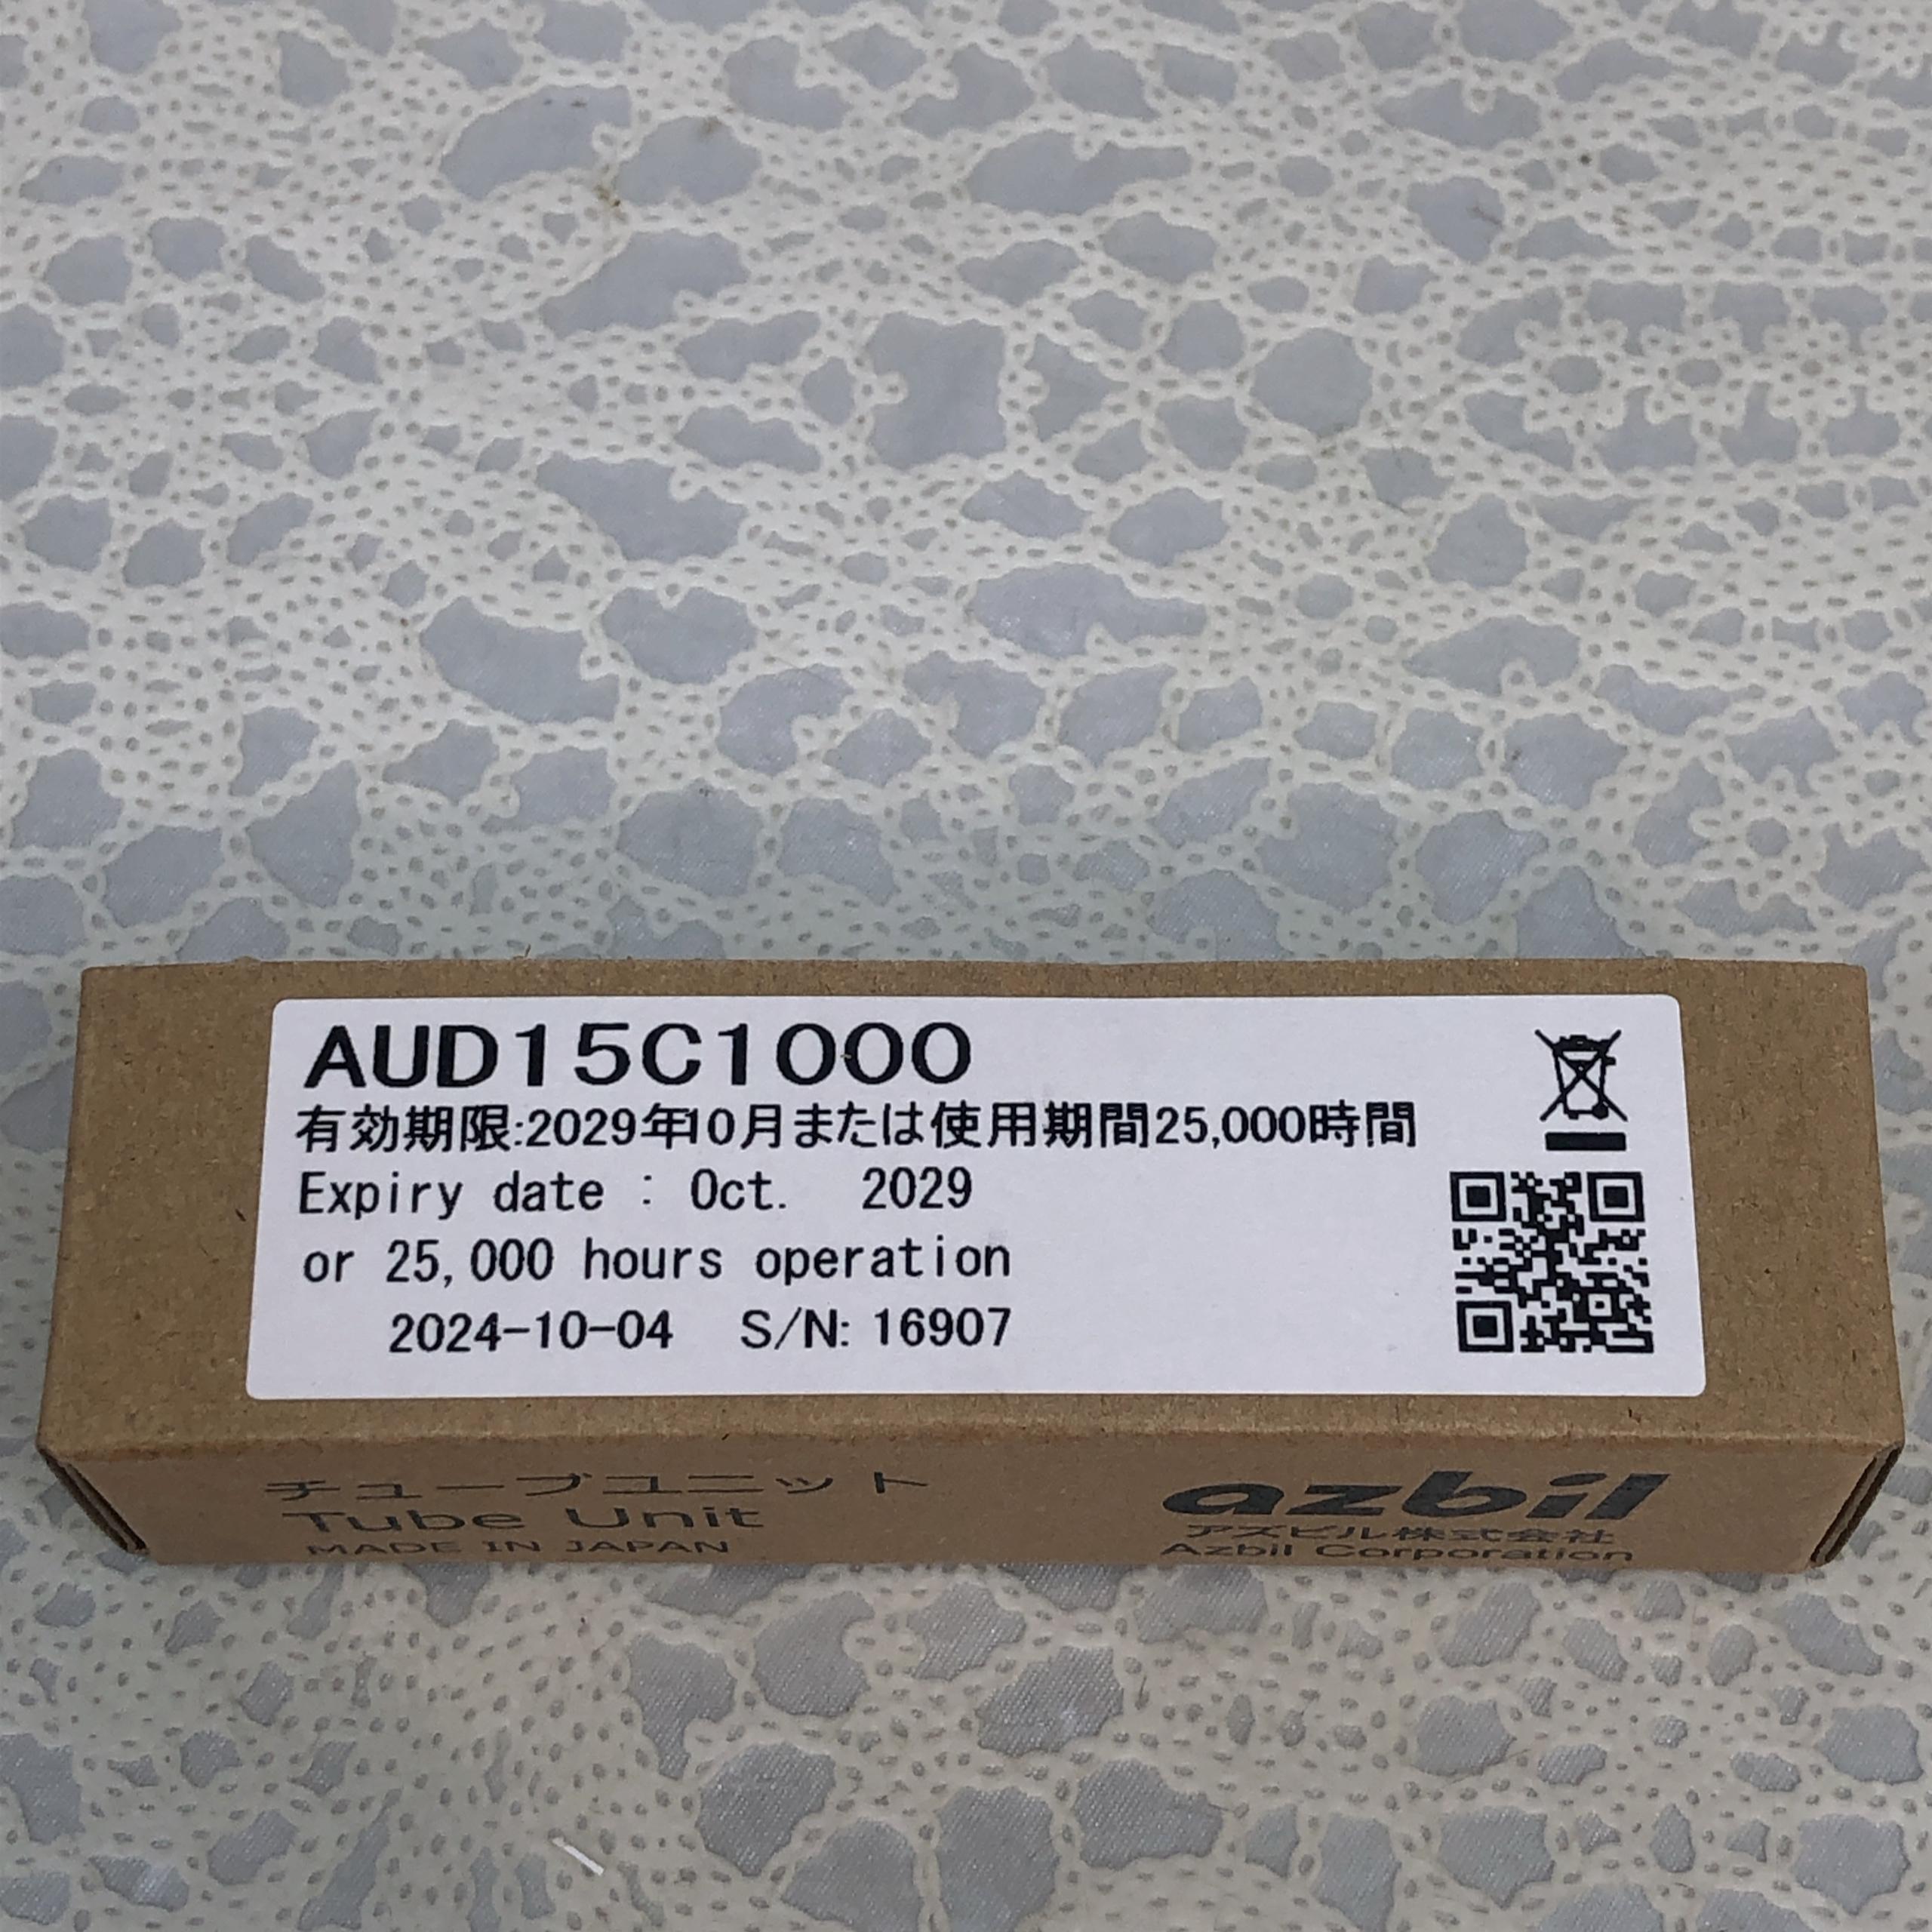 AUD15C1000
有効期限:2029年10月または使用期間25,000時間
Expiry date : Oct. 2029
or 25,000 hours operation
2024-10-04 S/N: 16907
チューブユニット
Tube Unit
MADE IN JAPAN
azbil
アズビル株式会社
Azbil Corporation